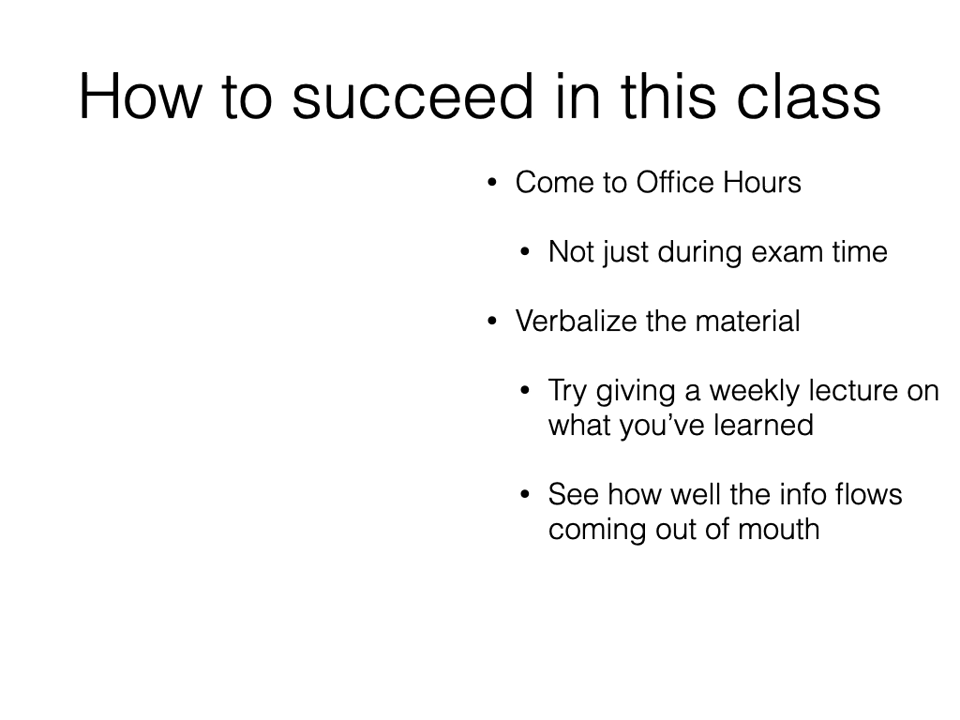 How to succeed in this class
• Come to Office Hours
• Not just during exam time
• Verbalize the material
• Try giving a weekly lecture on
what you’ve learned
• See how well the info flows
coming out of mouth